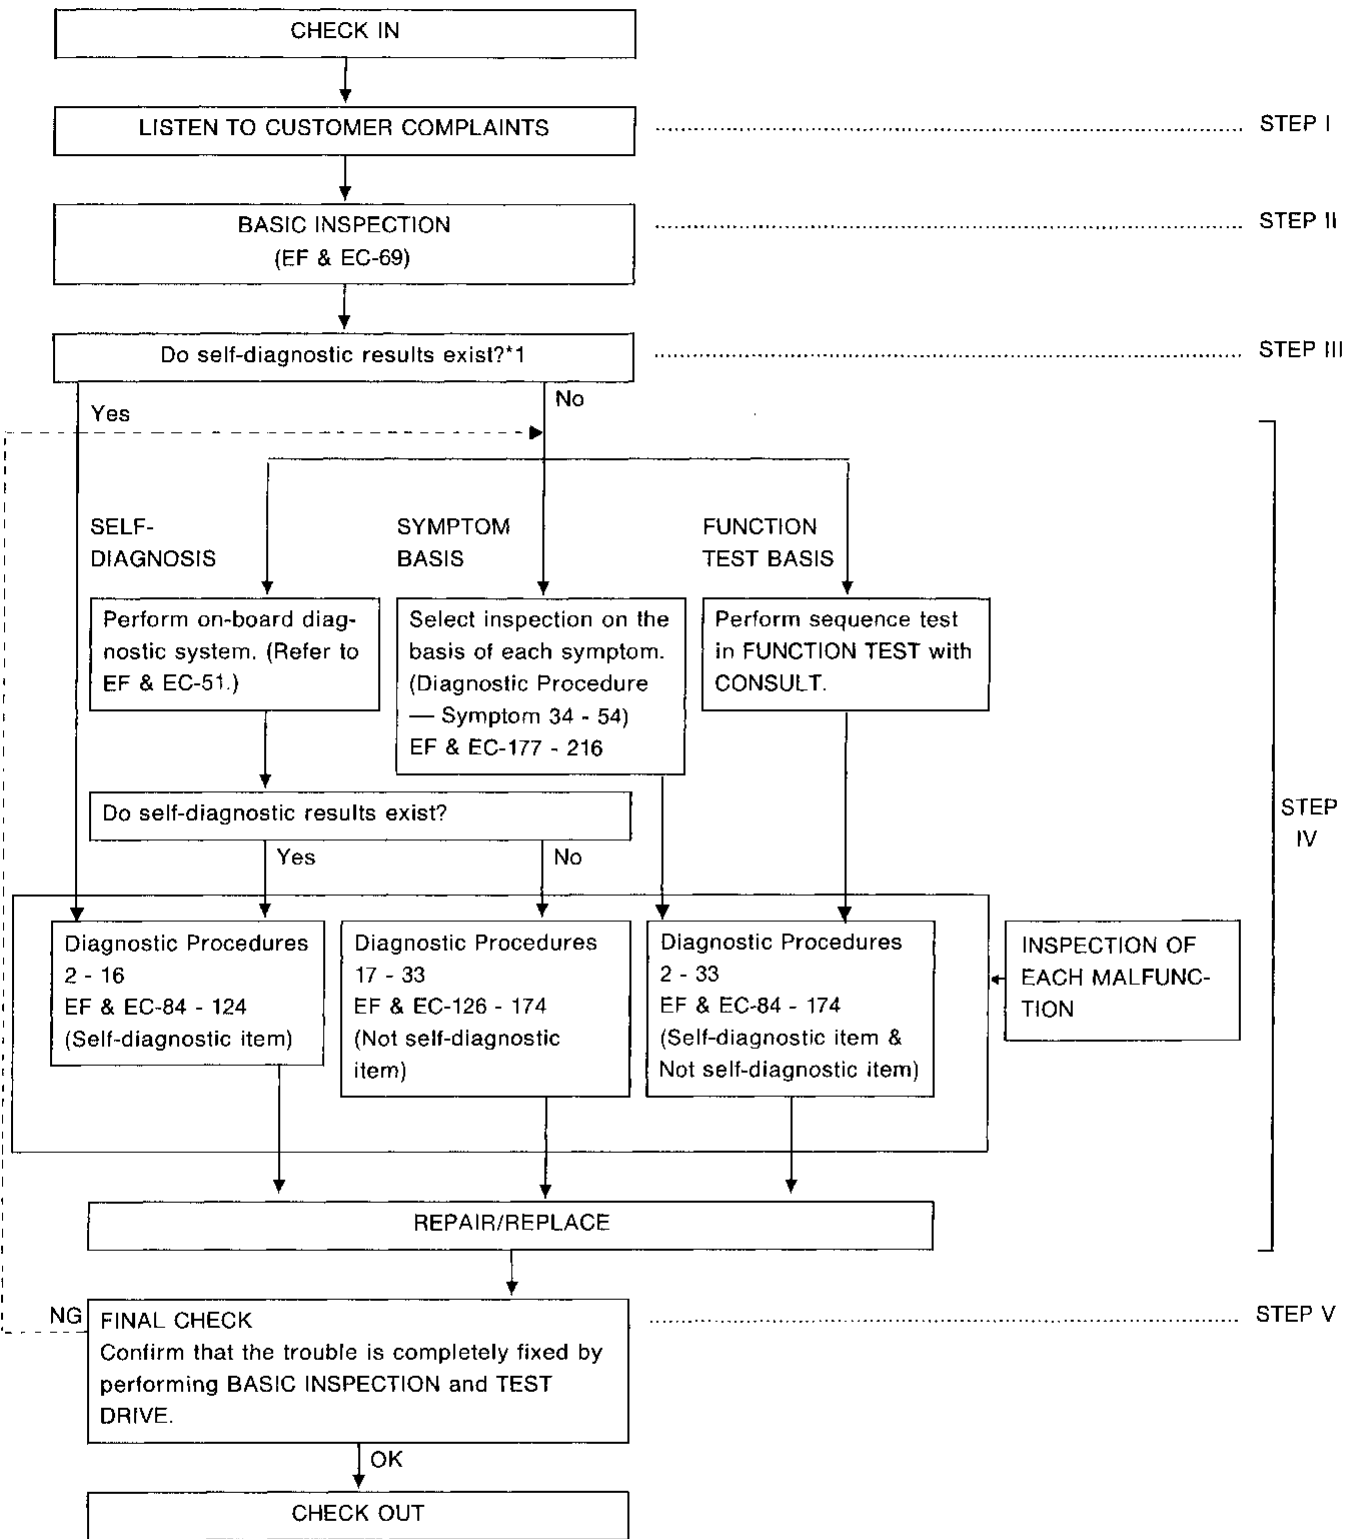 CHECK IN
LISTEN TO CUSTOMER COMPLAINTS
STEP I
BASIC INSPECTION
(EF & EC-69)
STEP II
Do self-diagnostic results exist?*1
STEP III
Yes
No
SELF-
DIAGNOSIS
SYMPTOM
BASIS
FUNCTION
TEST BASIS
Perform on-board diag-
nostic system. (Refer to
EF & EC-51.)
Select inspection on the
basis of each symptom.
(Diagnostic Procedure
— Symptom 34 - 54)
EF & EC-177 - 216
Perform sequence test
in FUNCTION TEST with
CONSULT.
Do self-diagnostic results exist?
Yes
No
STEP
IV
Diagnostic Procedures
2 - 16
EF & EC-84 - 124
(Self-diagnostic item)
Diagnostic Procedures
17 - 33
EF & EC-126 - 174
(Not self-diagnostic
item)
Diagnostic Procedures
2 - 33
EF & EC-84 - 174
(Self-diagnostic item &
Not self-diagnostic item)
INSPECTION OF
EACH MALFUNC-
TION
REPAIR/REPLACE
NG
FINAL CHECK
Confirm that the trouble is completely fixed by
performing BASIC INSPECTION and TEST
DRIVE.
STEP V
OK
CHECK OUT